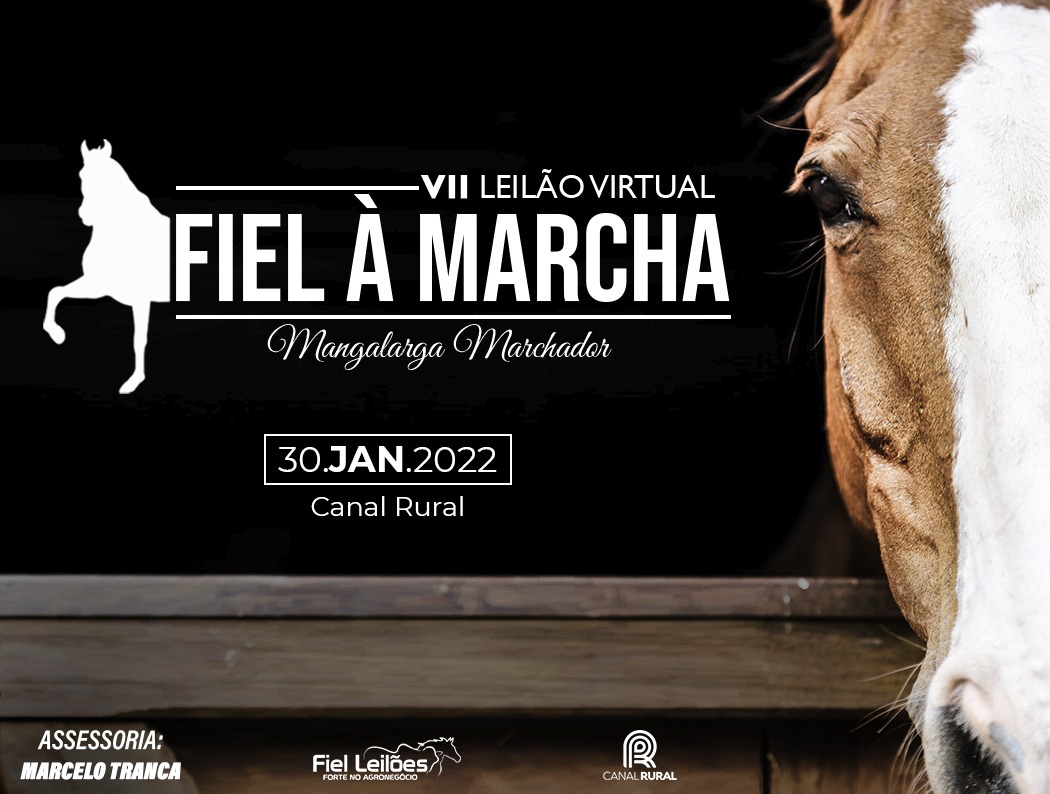 VII LEILÃO VIRTUAL
FIEL À MARCHA
Mangalarga Marchador
30.JAN.2022
Canal Rural
ASSESSORIA:
MARCELO TRANCA
Fiel Leilões
FORTE NO AGRONEGÓCIO
CANAL RURAL